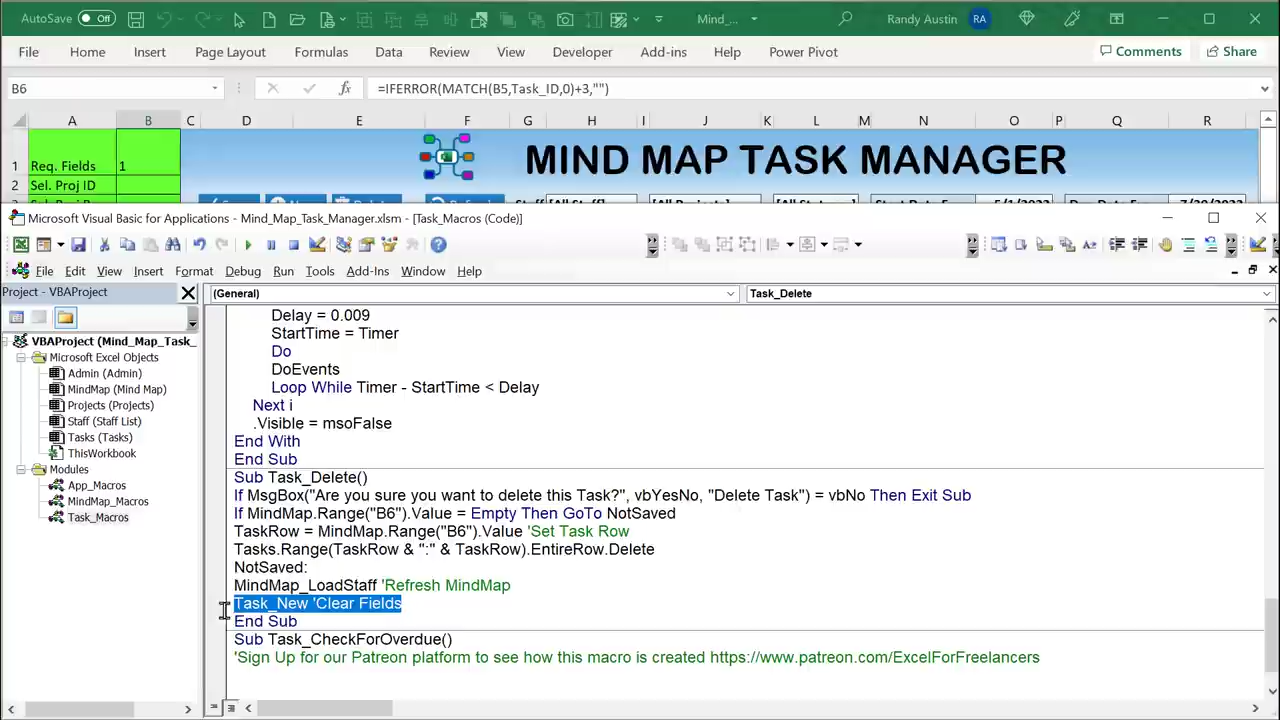 AutoSave Off Mind_... Randy Austin RA
File Home Insert Page Layout Formulas Data Review View Developer Add-ins Help Power Pivot Comments Share
B6 fx =IFERROR(MATCH(B5,Task_ID,0)+3,"")
A B C D E F G H I J K L M N O P Q R
1 Req. Fields 1 MIND MAP TASK MANAGER
2 Sel. Proj ID
Microsoft Visual Basic for Applications - Mind_Map_Task_Manager.xlsm - [Task_Macros (Code)]
File Edit View Insert Format Debug Run Tools Add-Ins Window Help
Project - VBAProject
(General) Task_Delete
VBAProject (Mind_Map_Task_
Microsoft Excel Objects
Admin (Admin)
MindMap (Mind Map)
Projects (Projects)
Staff (Staff List)
Tasks (Tasks)
ThisWorkbook
Modules
App_Macros
MindMap_Macros
Task_Macros
Delay = 0.009
StartTime = Timer
Do
DoEvents
Loop While Timer - StartTime < Delay
Next i
.Visible = msoFalse
End With
End Sub
Sub Task_Delete()
If MsgBox("Are you sure you want to delete this Task?", vbYesNo, "Delete Task") = vbNo Then Exit Sub
If MindMap.Range("B6").Value = Empty Then GoTo NotSaved
TaskRow = MindMap.Range("B6").Value 'Set Task Row
Tasks.Range(TaskRow & ":" & TaskRow).EntireRow.Delete
NotSaved:
MindMap_LoadStaff 'Refresh MindMap
Task_New 'Clear Fields
End Sub
Sub Task_CheckForOverdue()
'Sign Up for our Patreon platform to see how this macro is created https://www.patreon.com/ExcelForFreelancers